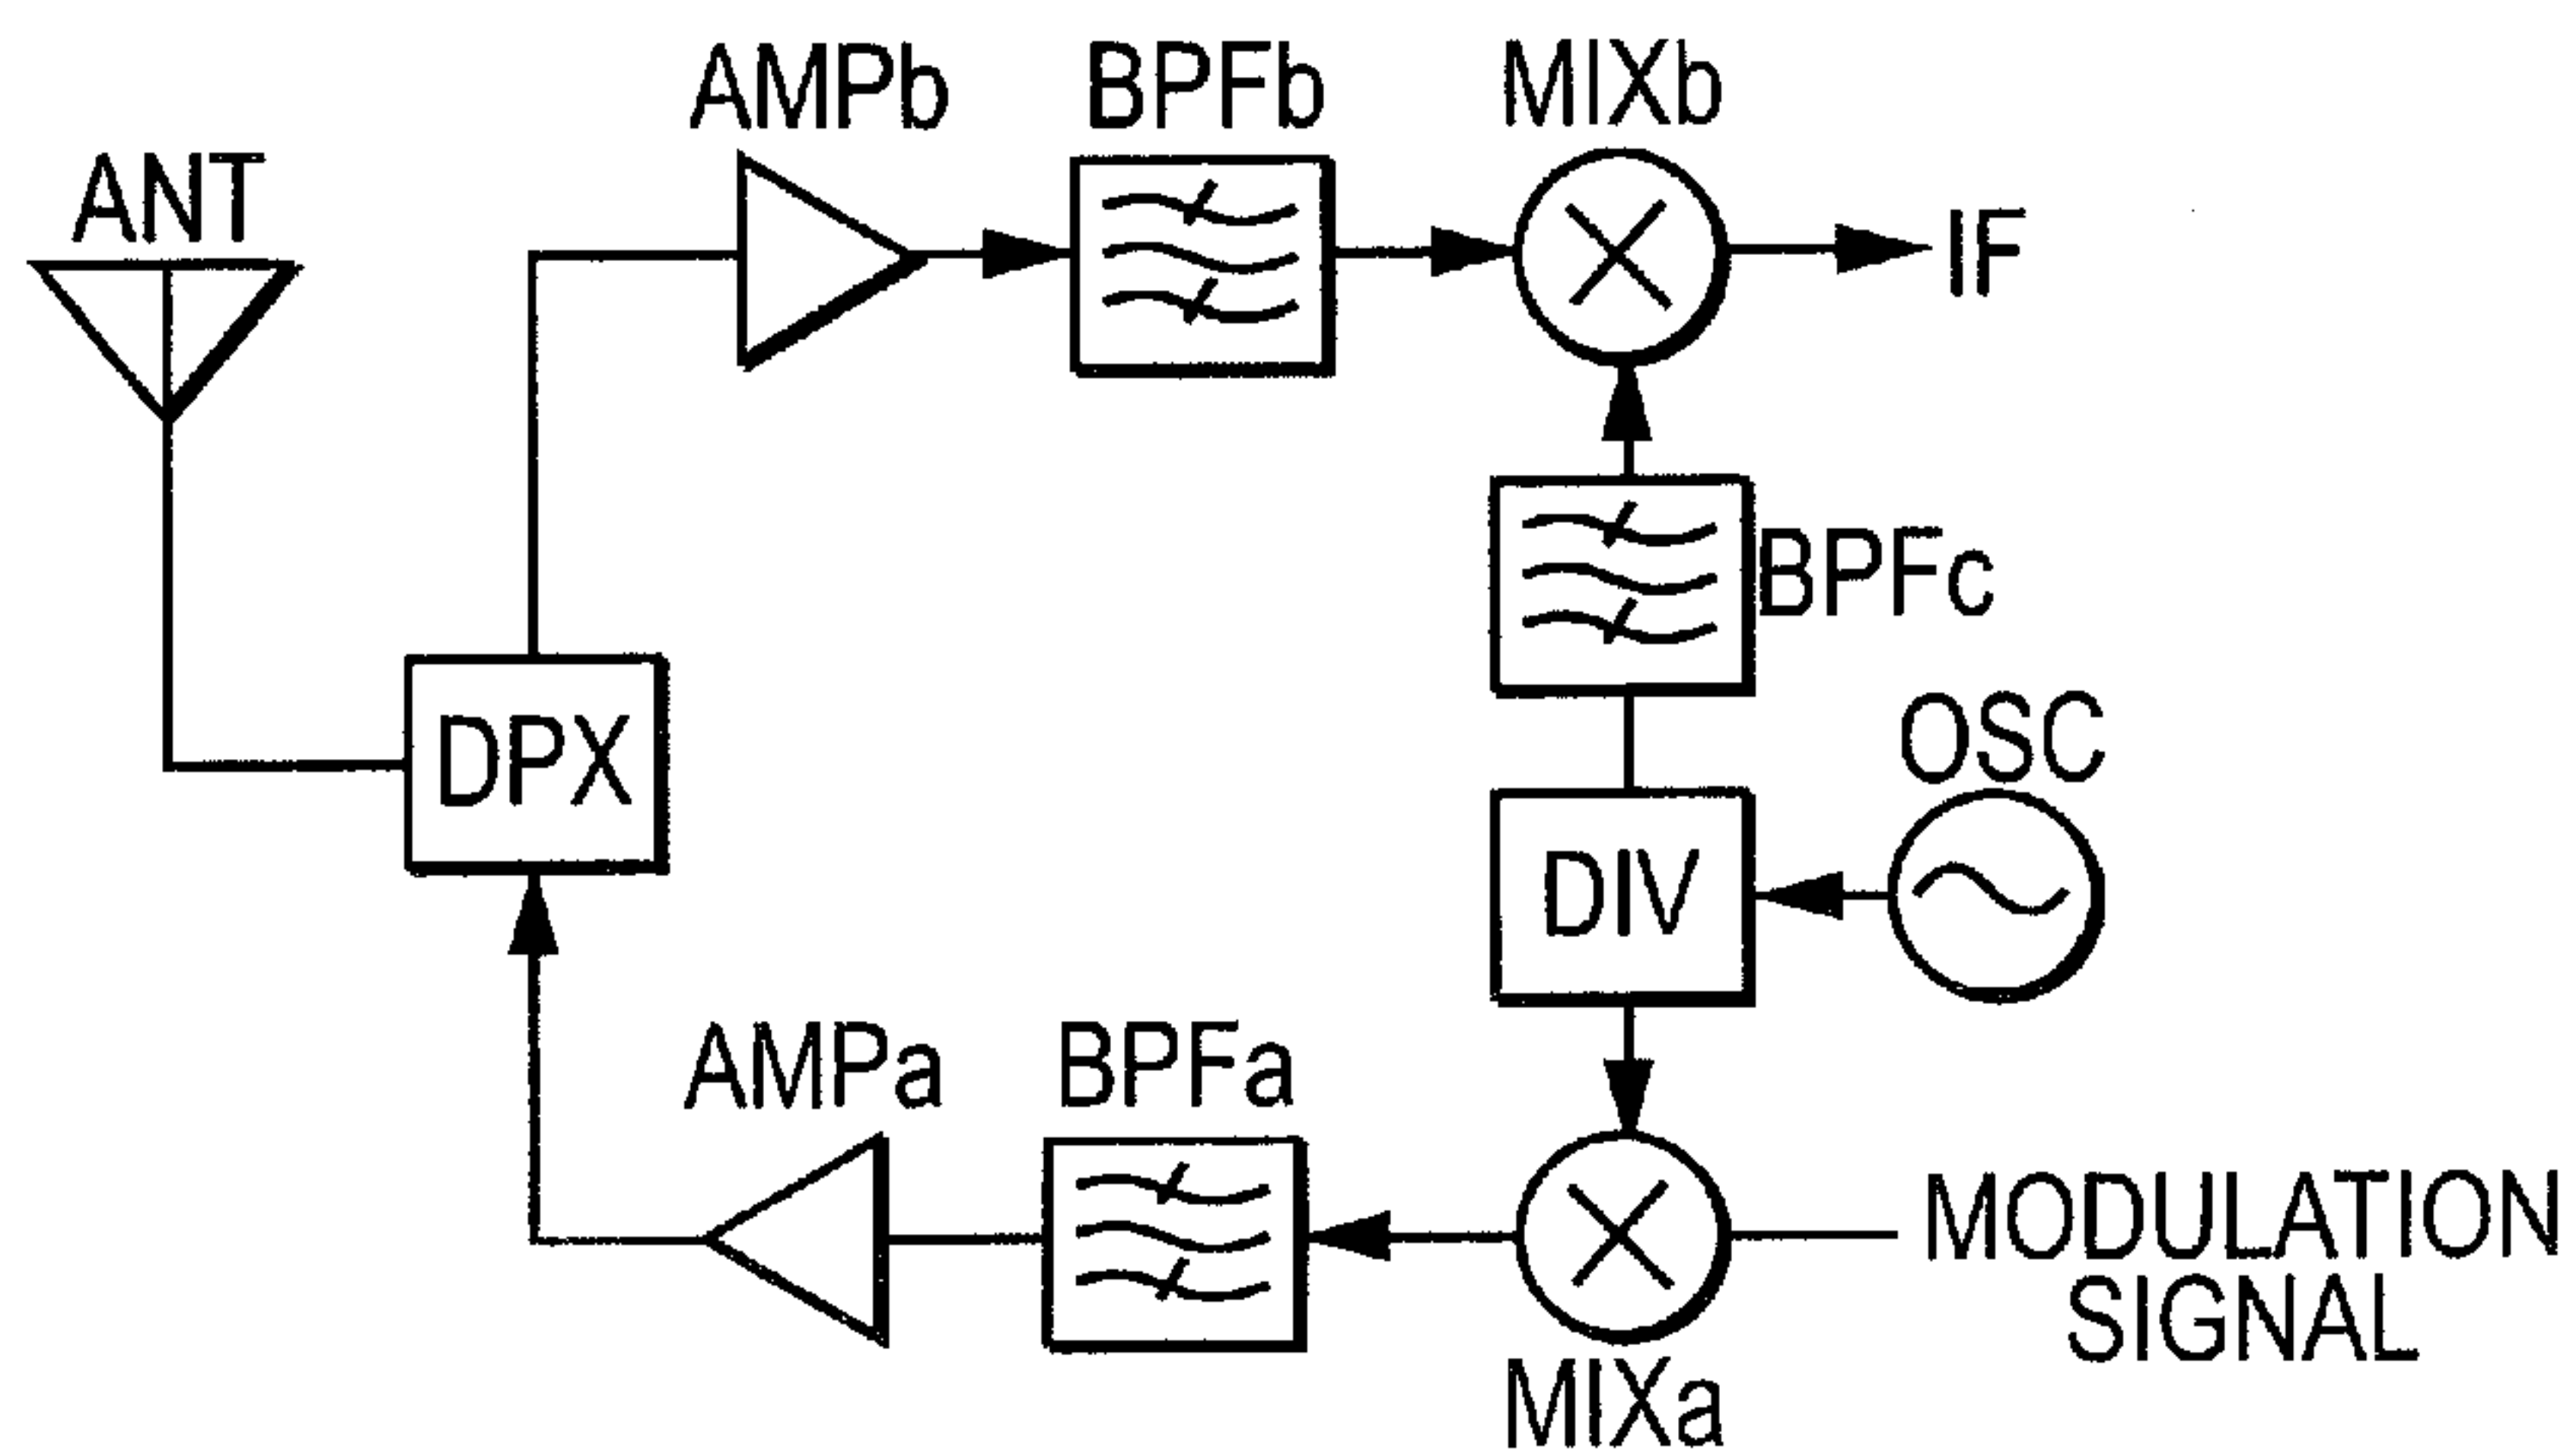 AMPb
BPFb
MIXb
ANT
IF
BPFc
DPX
OSC
DIV
AMPa
BPFa
MODULATION
SIGNAL
MIXa